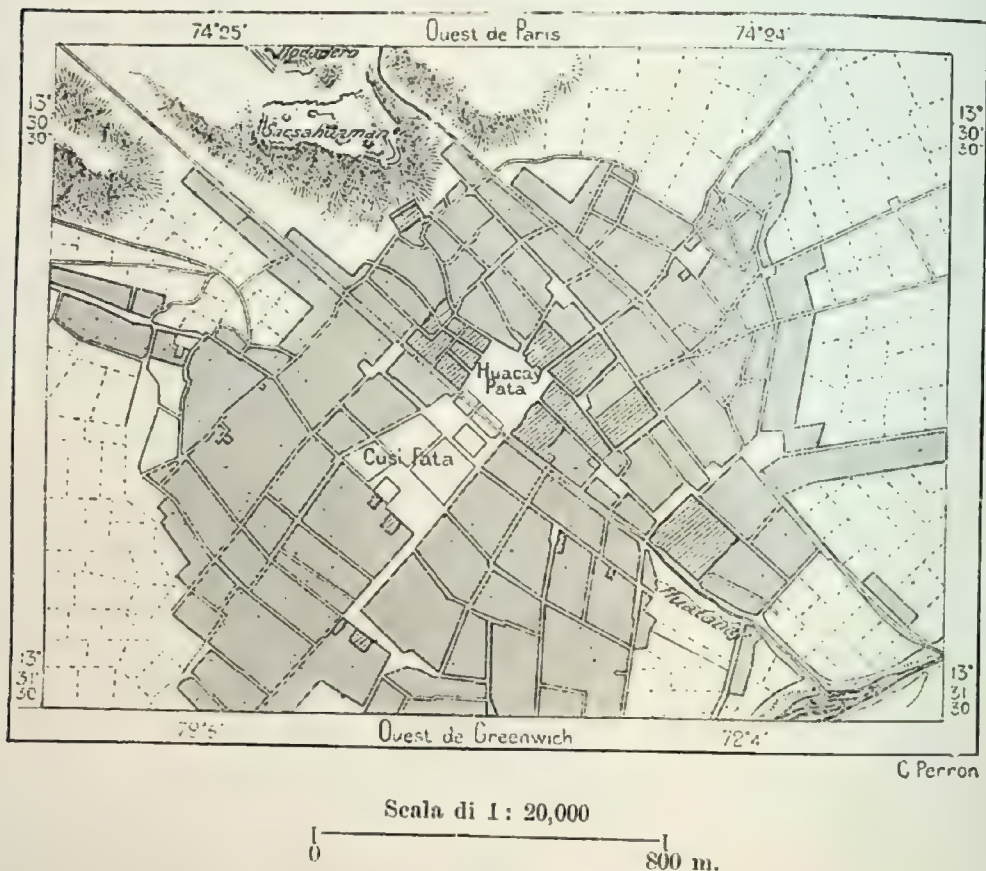 74°25' Ouest de Paris 74°24'
Rodadero
Sacsahuaman
13°
30'
30"
13°
30'
30"
Huacay
Pata
Cusi Pata
Huatanay
13°
31'
30
13°
31
30
Ouest de Greenwich 72°4'
C Perron
Scala di 1: 20,000
0 800 m.